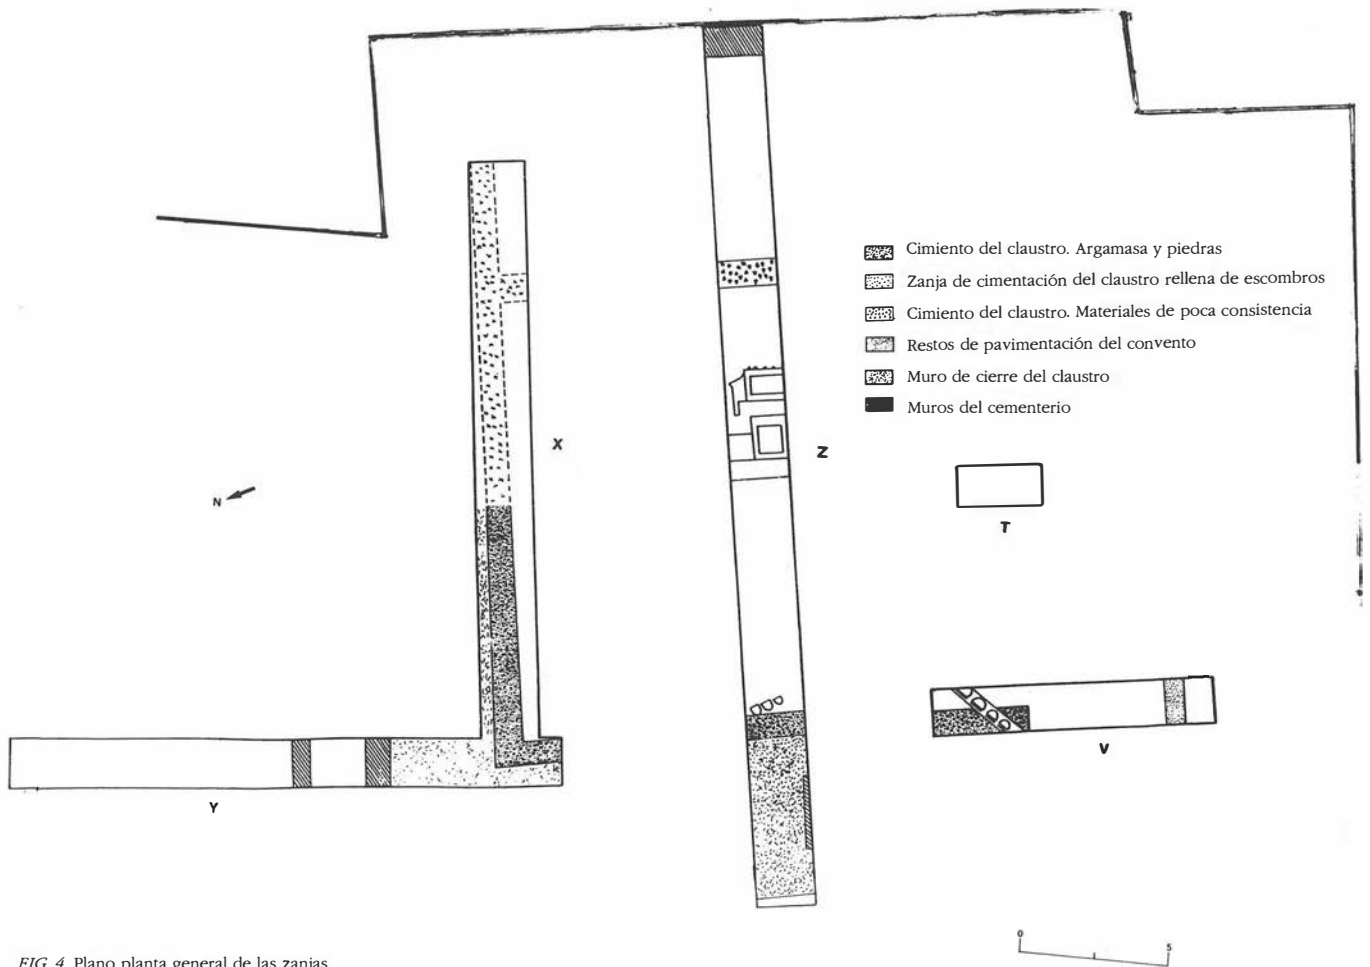 Cimiento del claustro. Argamasa y piedras
Zanja de cimentación del claustro rellena de escombros
Cimiento del claustro. Materiales de poca consistencia
Restos de pavimentación del convento
Muro de cierre del claustro
Muros del cementerio
X
Z
N
T
V
Y
0 5
FIG. 4. Plano planta general de las zanjas